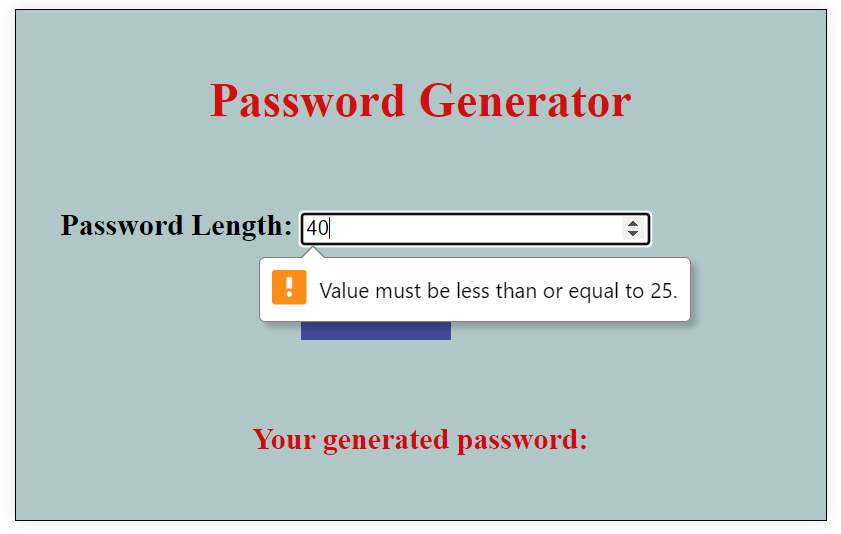 Password Generator
Password Length: 40
Value must be less than or equal to 25.
Your generated password: